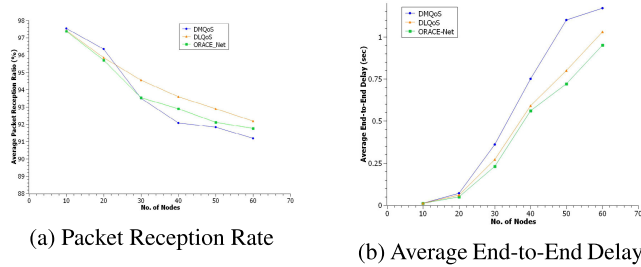 98
97
96
95
94
93
92
91
90
89
88
0
10
20
30
40
50
60
70
No. of Nodes
Average Packet Reception Ratio (%)
DMQoS
DLQoS
ORACE_Net
(a) Packet Reception Rate
1
0.75
0.5
0.25
0
0
10
20
30
40
50
60
70
No. of Nodes
Average End-to-End Delay (sec)
DMQoS
DLQoS
ORACE-Net
(b) Average End-to-End Delay